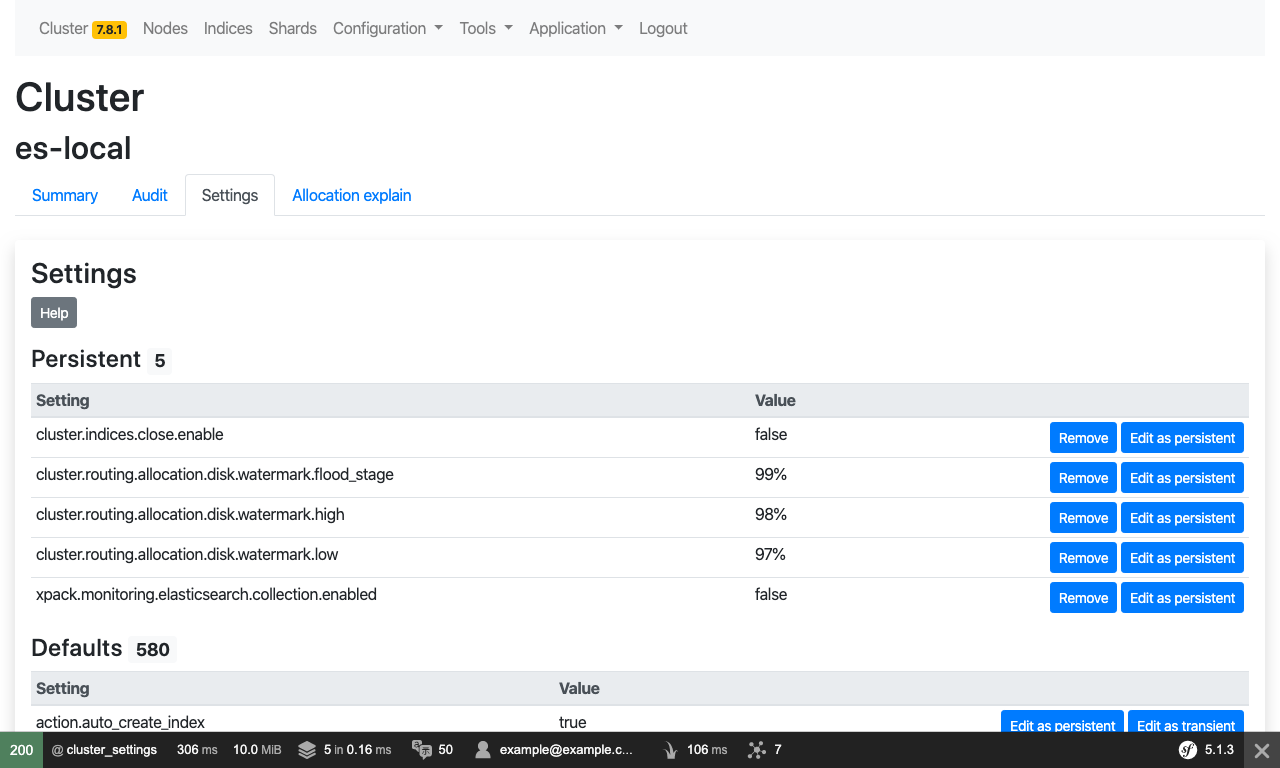 Cluster 7.8.1 Nodes Indices Shards Configuration Tools Application Logout
Cluster
es-local
Summary Audit Settings Allocation explain
Settings
Help
Persistent 5
Setting Value
cluster.indices.close.enable false Remove Edit as persistent
cluster.routing.allocation.disk.watermark.flood_stage 99% Remove Edit as persistent
cluster.routing.allocation.disk.watermark.high 98% Remove Edit as persistent
cluster.routing.allocation.disk.watermark.low 97% Remove Edit as persistent
xpack.monitoring.elasticsearch.collection.enabled false Remove Edit as persistent
Defaults 580
Setting Value
action.auto_create_index true Edit as persistent Edit as transient
200 @ cluster_settings 306 ms 10.0 MiB 5 in 0.16 ms 50 example@example.c... 106 ms 7 sf 5.1.3